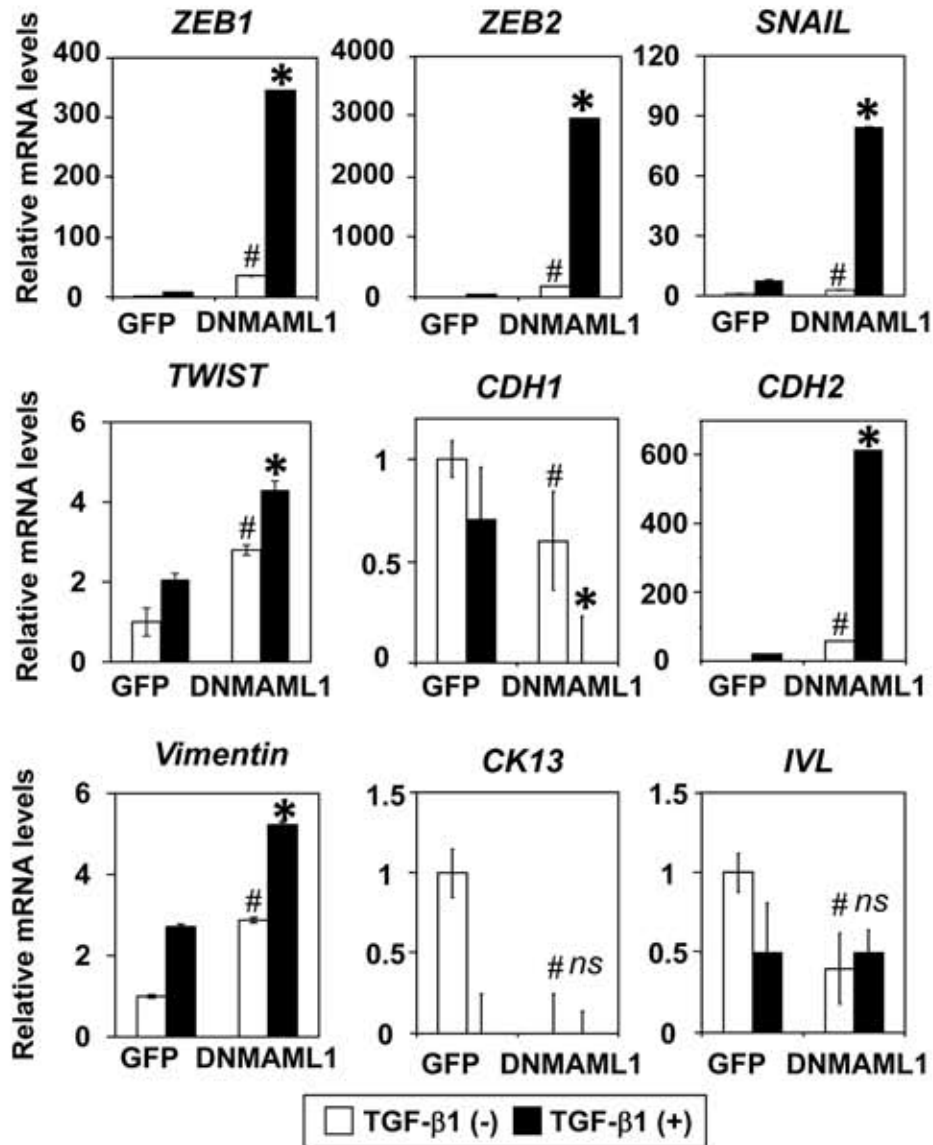 ZEB1
ZEB2
SNAIL
Relative mRNA levels
400
300
200
100
0
#
*
GFP DNMAML1
4000
3000
2000
1000
0
#
*
GFP DNMAML1
120
90
60
30
0
#
*
GFP DNMAML1
TWIST
CDH1
CDH2
Relative mRNA levels
6
4
2
0
#
*
GFP DNMAML1
1
0.5
0
#
*
GFP DNMAML1
600
400
200
0
#
*
GFP DNMAML1
Vimentin
CK13
IVL
Relative mRNA levels
6
4
2
0
#
*
GFP DNMAML1
1.5
1
0.5
0
# ns
GFP DNMAML1
1.5
1
0.5
0
# ns
GFP DNMAML1
TGF-β1 (-) TGF-β1 (+)